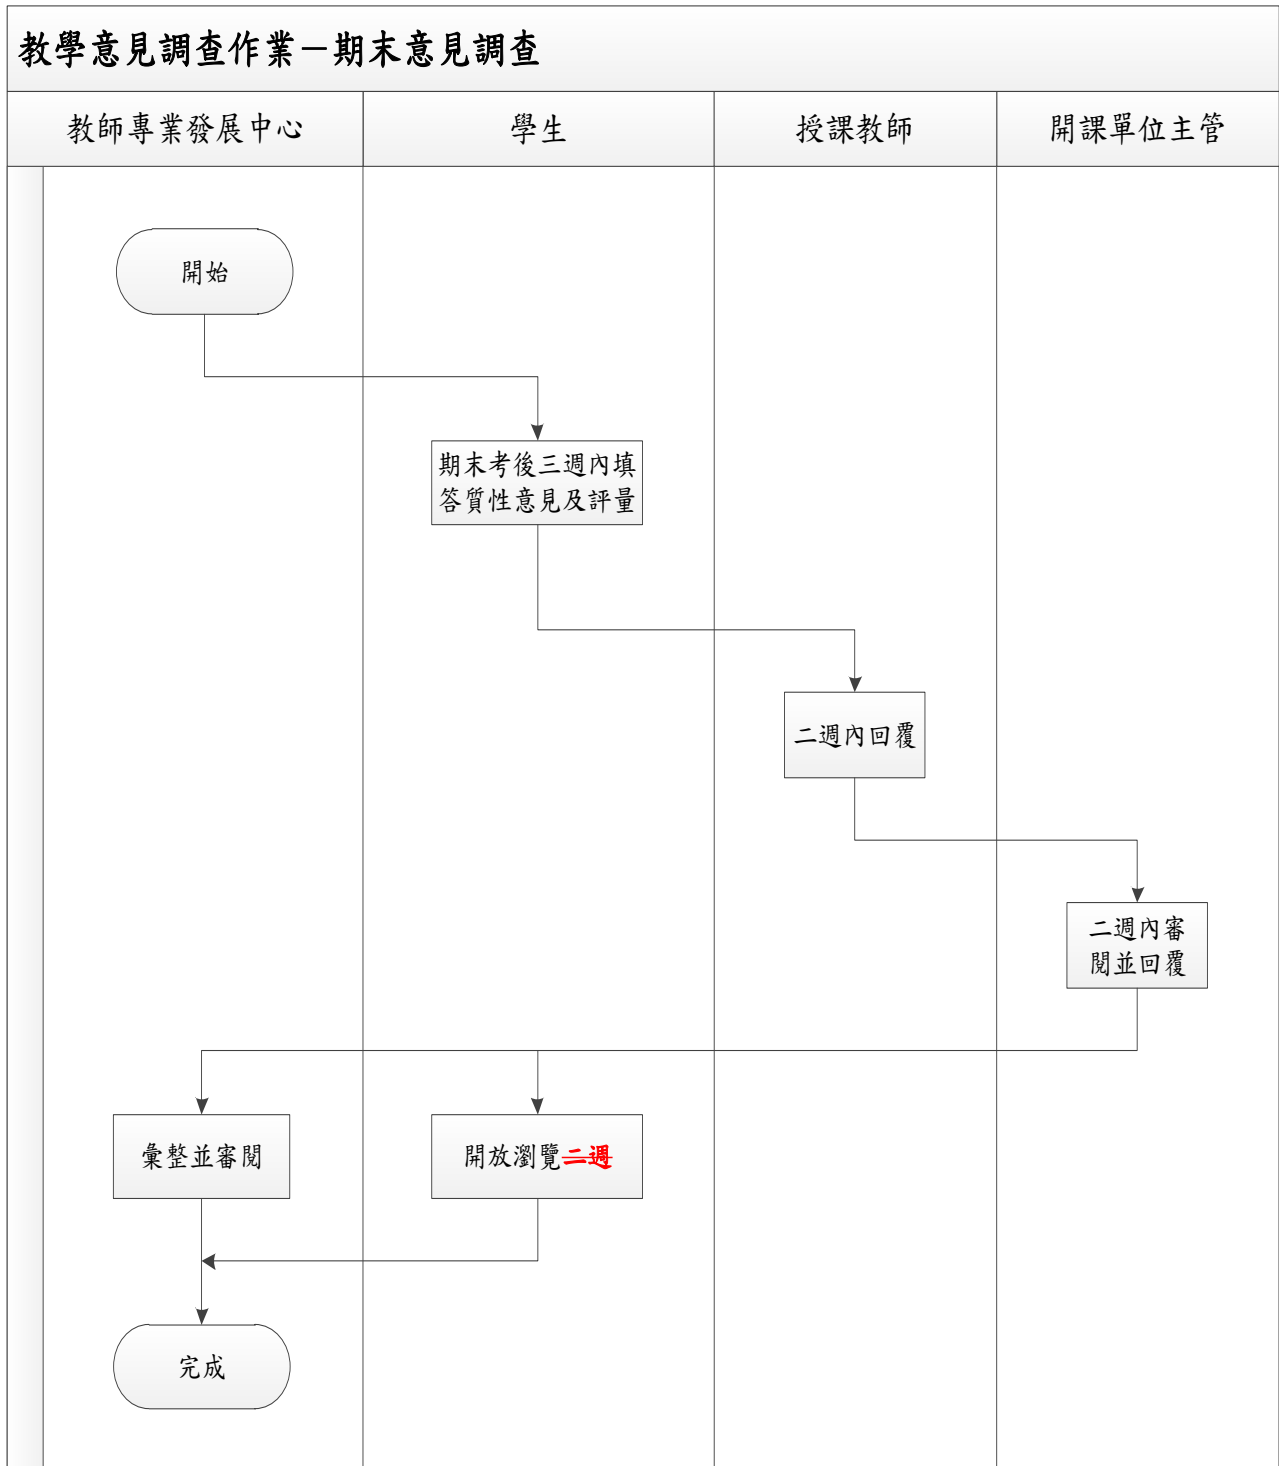 教學意見調查作業－期末意見調查
教師專業發展中心
學生
授課教師
開課單位主管
開始
期末考後三週內填
答質性意見及評量
二週內回覆
二週內審
閱並回覆
彙整並審閱
開放瀏覽二週
完成